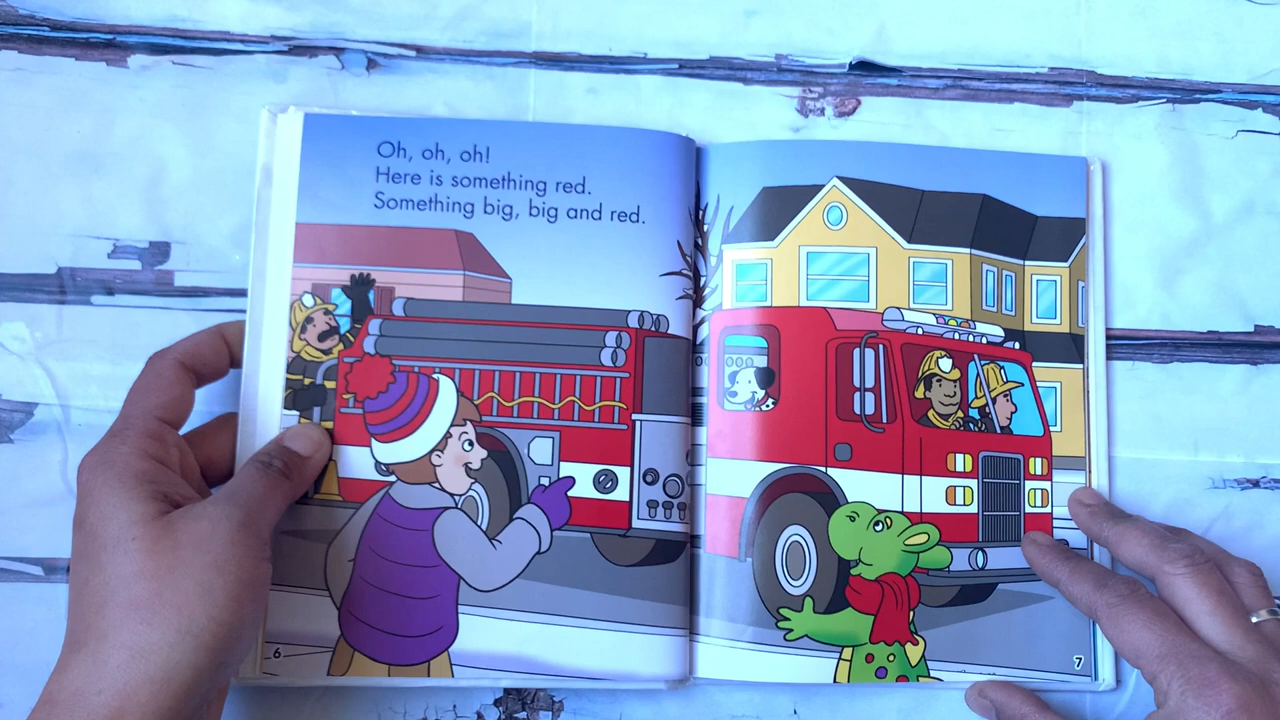 Oh, oh, oh!
Here is something red.
Something big, big and red.
6
7